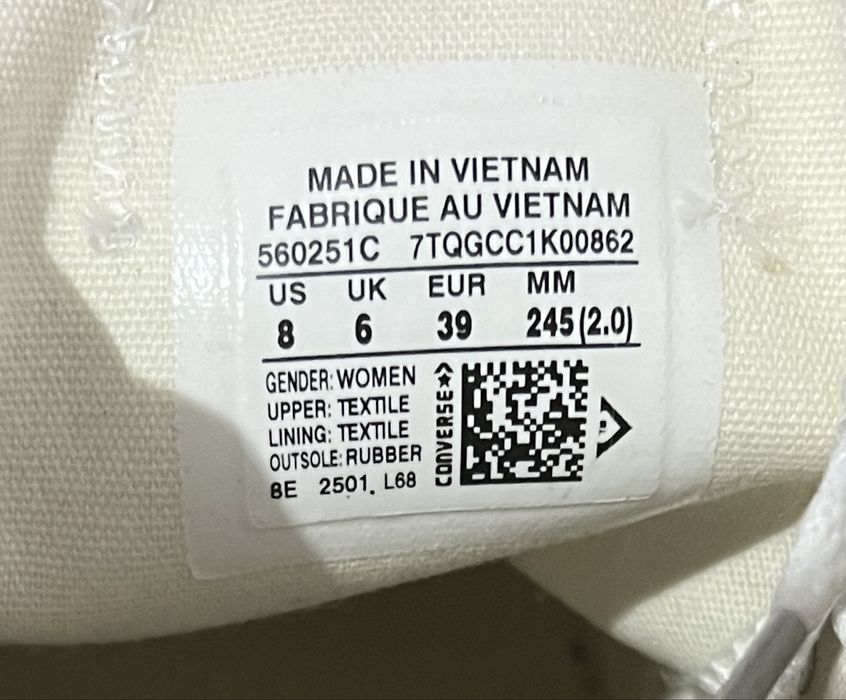 MADE IN VIETNAM
FABRIQUE AU VIETNAM
560251C 7TQGCC1K00862
US UK EUR MM
8 6 39 245(2.0)
GENDER: WOMEN
UPPER: TEXTILE
LINING: TEXTILE
OUTSOLE: RUBBER
8E 2501. L68
CONVERSE
P